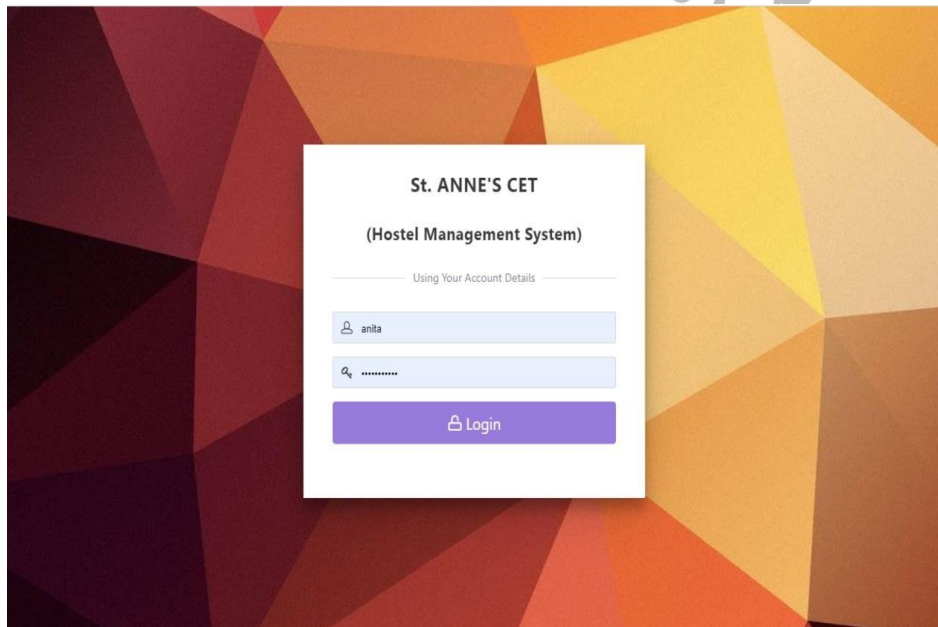 St. ANNE'S CET
(Hostel Management System)
Using Your Account Details
anita
•••••••••••
Login